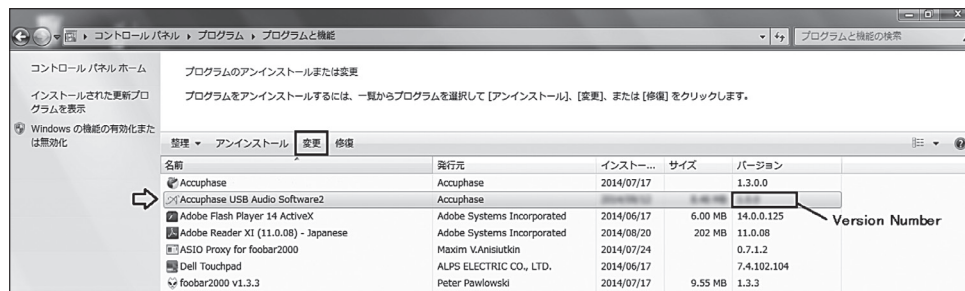 コントロール パネル ▸ プログラム ▸ プログラムと機能
プログラムと機能の検索
コントロール パネル ホーム
インストールされた更新プログラムを表示
Windows の機能の有効化または無効化
プログラムのアンインストールまたは変更
プログラムをアンインストールするには、一覧からプログラムを選択して [アンインストール]、[変更]、または [修復] をクリックします。
整理 ▼ アンインストール 変更 修復
名前 発行元 インストー... サイズ バージョン
Accuphase Accuphase 2014/07/17 1.3.0.0
Accuphase USB Audio Software2 Accuphase
Version Number
Adobe Flash Player 14 ActiveX Adobe Systems Incorporated 2014/06/17 6.00 MB 14.0.0.125
Adobe Reader XI (11.0.08) - Japanese Adobe Systems Incorporated 2014/08/20 202 MB 11.0.08
ASIO Proxy for foobar2000 Maxim V.Anisiutkin 2014/07/24 0.7.1.2
Dell Touchpad ALPS ELECTRIC CO., LTD. 2014/06/17 7.4.102.104
foobar2000 v1.3.3 Peter Pawlowski 2014/07/17 9.55 MB 1.3.3